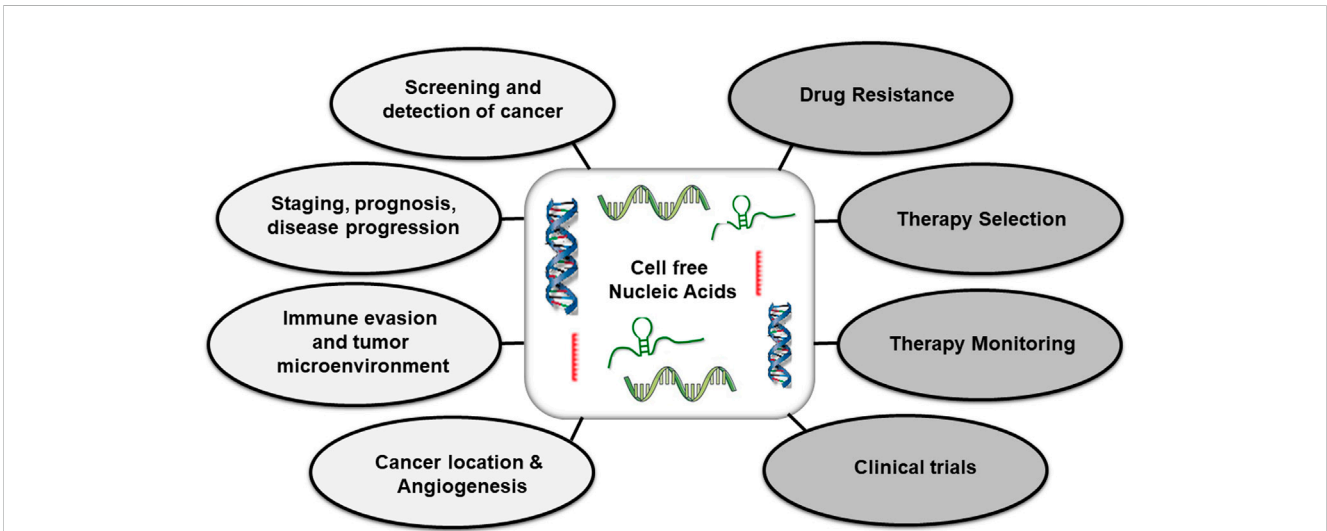 Screening and
detection of cancer
Drug Resistance
Staging, prognosis,
disease progression
Therapy Selection
Cell free
Nucleic Acids
Immune evasion
and tumor
microenvironment
Therapy Monitoring
Cancer location &
Angiogenesis
Clinical trials